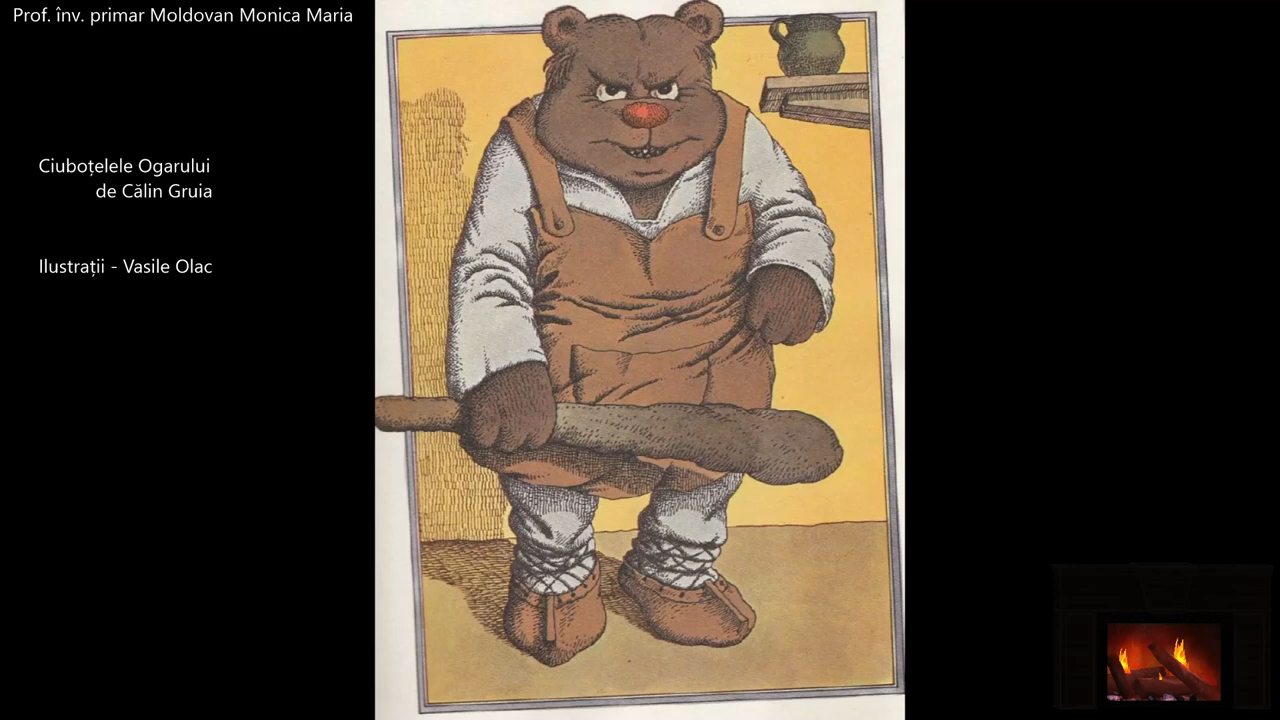 Prof. înv. primar Moldovan Monica Maria
Ciuboțelele Ogarului
de Călin Gruia
Ilustrații - Vasile Olac